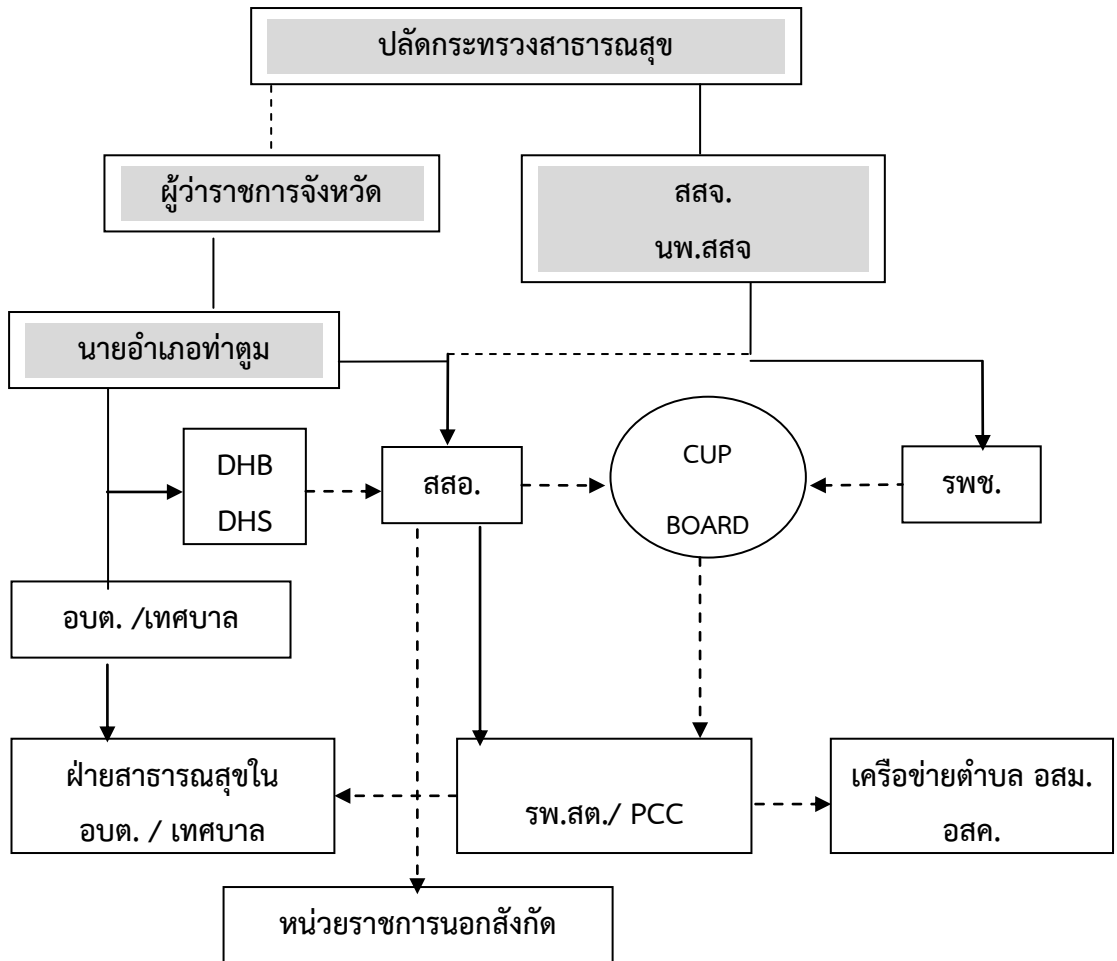 ปลัดกระทรวงสาธารณสุข
ผู้ว่าราชการจังหวัด
สสจ.
นพ.สสจ
นายอำเภอท่าตูม
DHB
DHS
สสอ.
CUP
BOARD
รพช.
อบต. /เทศบาล
ฝ่ายสาธารณสุขใน
อบต. / เทศบาล
รพ.สต./ PCC
เครือข่ายตำบล อสม.
อสค.
หน่วยราชการนอกสังกัด